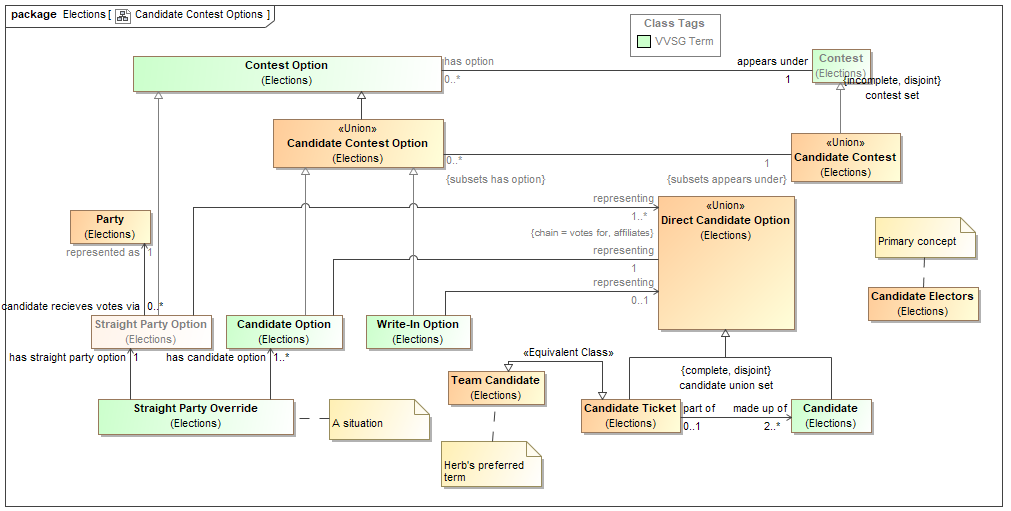 package Elections [ Candidate Contest Options ]
Class Tags
VVSG Term
Contest Option
(Elections)
has option
0..*
appears under
1
Contest
(Elections)
{incomplete, disjoint}
contest set
«Union»
Candidate Contest Option
(Elections)
0..*
{subsets has option}
1
{subsets appears under}
«Union»
Candidate Contest
(Elections)
Party
(Elections)
represented as
1
representing
1..*
{chain = votes for, affiliates}
representing
1
representing
0..1
«Union»
Direct Candidate Option
(Elections)
Primary concept
Candidate Electors
(Elections)
candidate recieves votes via
0..*
Straight Party Option
(Elections)
Candidate Option
(Elections)
Write-In Option
(Elections)
has straight party option
1
has candidate option
1..*
«Equivalent Class»
{complete, disjoint}
candidate union set
Straight Party Override
(Elections)
A situation
Team Candidate
(Elections)
Herb's preferred
term
Candidate Ticket
(Elections)
part of
0..1
made up of
2..*
Candidate
(Elections)